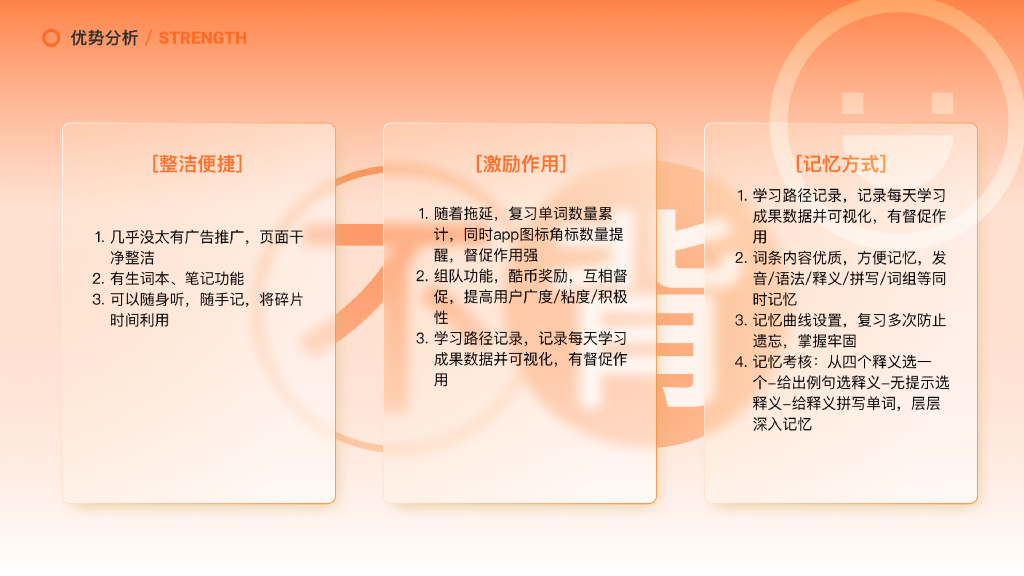 优势分析 / STRENGTH
[整洁便捷]
1. 几乎没太有广告推广，页面干
净整洁
2. 有生词本、笔记功能
3. 可以随身听，随手记，将碎片
时间利用
[激励作用]
1. 随着拖延，复习单词数量累
计，同时app图标角标数量提
醒，督促作用强
2. 组队功能，酷币奖励，互相督
促，提高用户广度/粘度/积极
性
3. 学习路径记录，记录每天学习
成果数据并可视化，有督促作
用
[记忆方式]
1. 学习路径记录，记录每天学习
成果数据并可视化，有督促作
用
2. 词条内容优质，方便记忆，发
音/语法/释义/拼写/词组等同
时记忆
3. 记忆曲线设置，复习多次防止
遗忘，掌握牢固
4. 记忆考核：从四个释义选一
个–给出例句选释义–无提示选
释义–给释义拼写单词，层层
深入记忆
不背